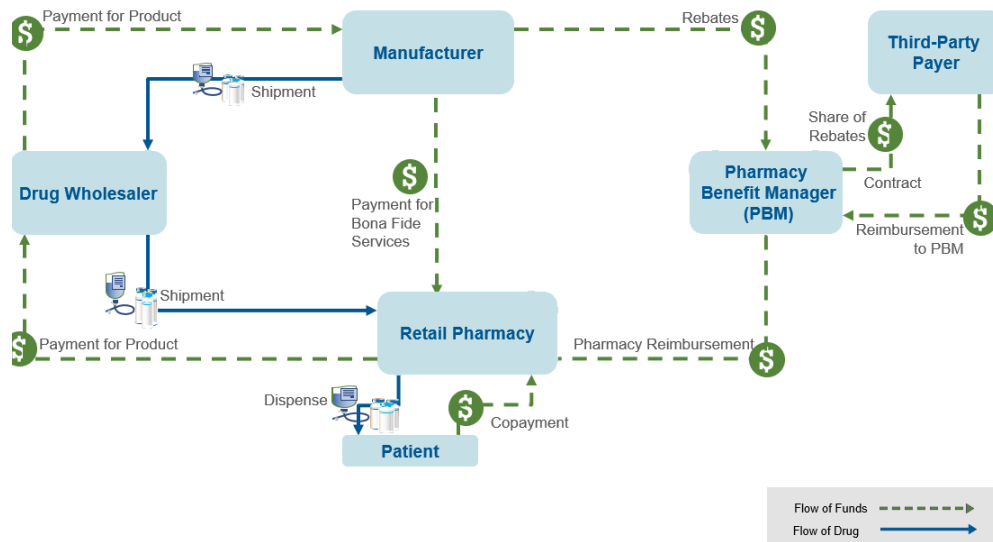 Payment for Product
Manufacturer
Rebates
Third-Party
Payer
Shipment
Share of
Rebates
Drug Wholesaler
Pharmacy
Benefit Manager
(PBM)
Contract
Payment for
Bona Fide
Services
Reimbursement
to PBM
Shipment
Retail Pharmacy
Payment for Product
Pharmacy Reimbursement
Dispense
Copayment
Patient
Flow of Funds
Flow of Drug